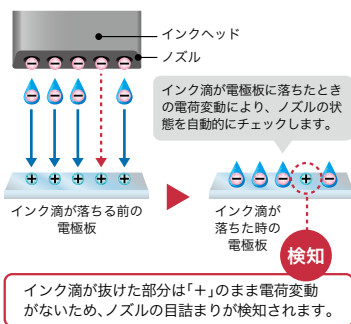 インクヘッド
ノズル
インク滴が電極板に落ちたとき
の電荷変動により、ノズルの状
態を自動的にチェックします。
インク滴が落ちる前の
電極板
インク滴が
落ちた時の
電極板
検知
インク滴が抜けた部分は「+」のまま電荷変動
がないため、ノズルの目詰まりが検知されます。